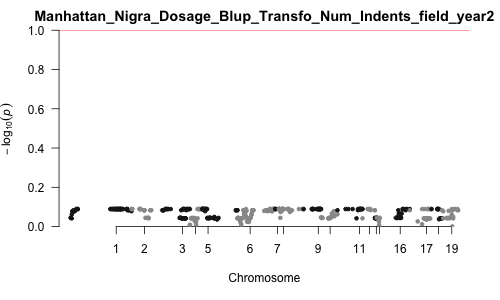 Manhattan_Nigra_Dosage_Blup_Transfo_Num_Indents_field_year2
1.0
0.8
0.6
0.4
0.2
0.0
− log10(p)
1 2 3 5 6 7 9 11 16 17 19
Chromosome